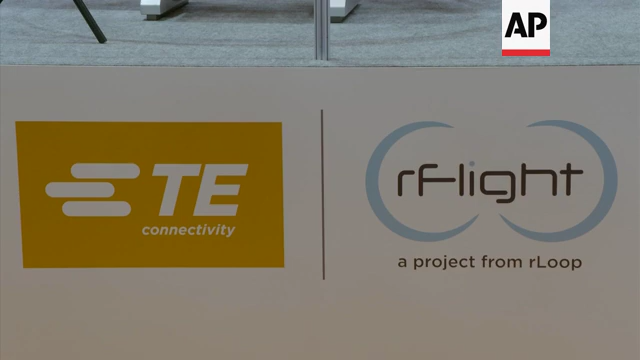 AP
TE
connectivity
rFlight
a project from rLoop